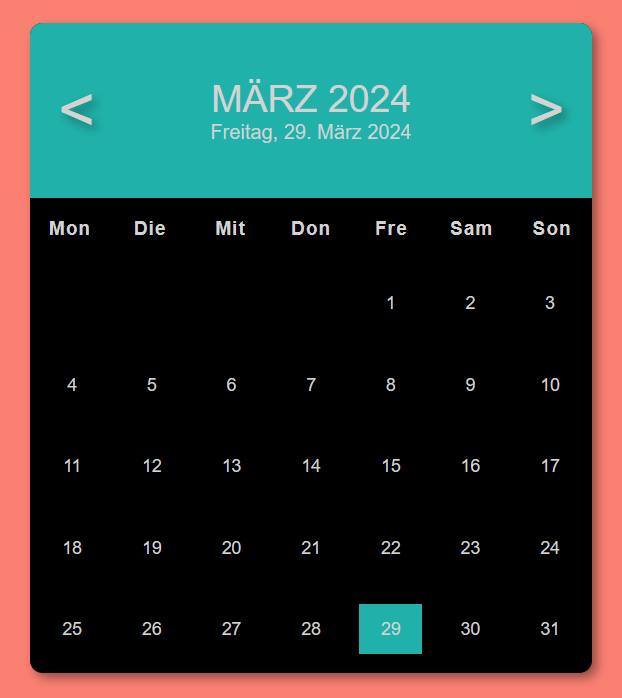 < MÄRZ 2024 >
Freitag, 29. März 2024
Mon Die Mit Don Fre Sam Son
1 2 3
4 5 6 7 8 9 10
11 12 13 14 15 16 17
18 19 20 21 22 23 24
25 26 27 28 29 30 31